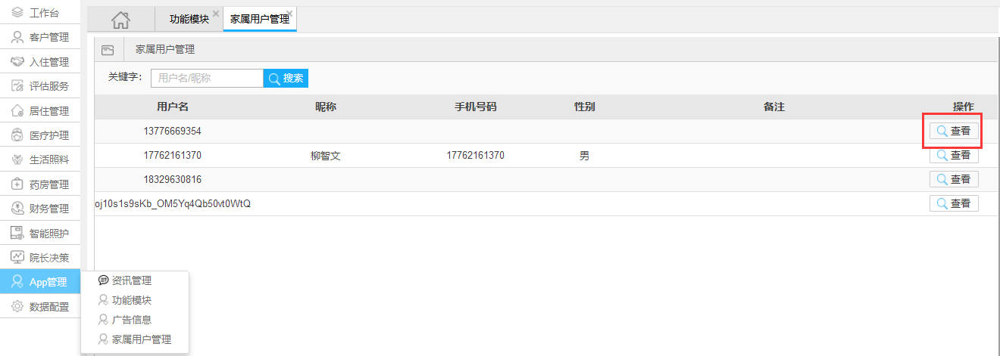 工作台
客户管理
入住管理
评估服务
居住管理
医疗护理
生活照料
药房管理
财务管理
智能照护
院长决策
App管理
数据配置
功能模块 家属用户管理
家属用户管理
关键字： 用户名/昵称 搜索
用户名 昵称 手机号码 性别 备注 操作
13776669354 查看
17762161370 柳智文 17762161370 男 查看
18329630816 查看
oj10s1s9sKb_OM5Yq4Qb50vt0WtQ 查看
资讯管理
功能模块
广告信息
家属用户管理